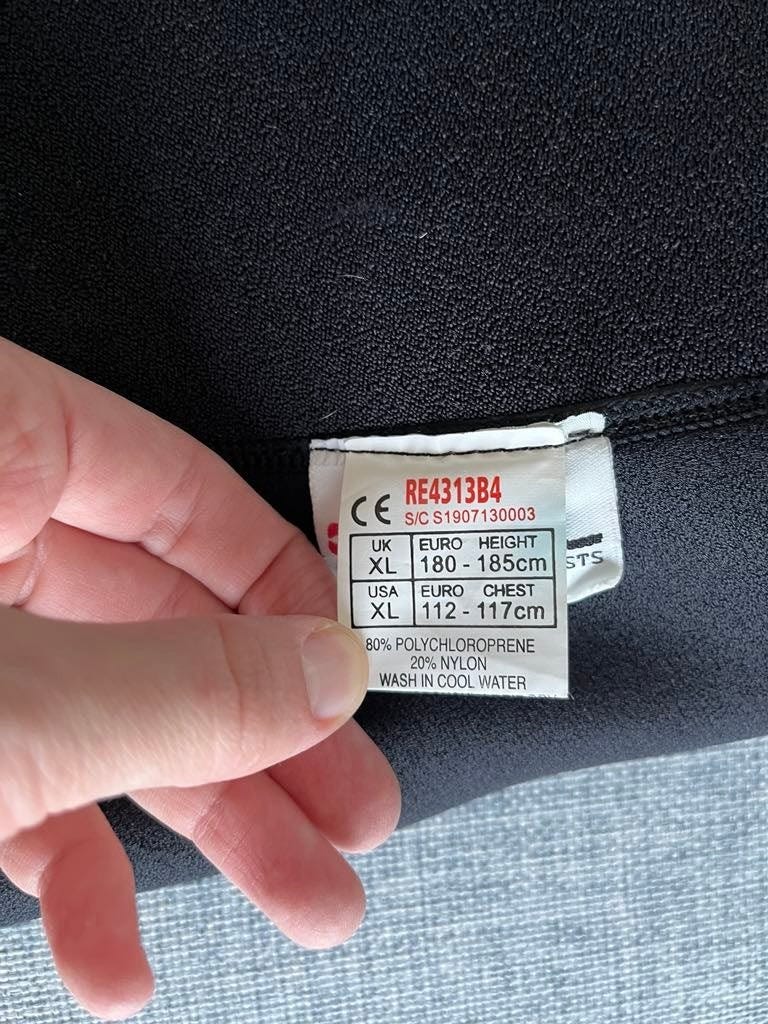 CE RE4313B4
S/C S1907130003
UK EURO HEIGHT
XL 180 - 185cm
USA EURO CHEST
XL 112 - 117cm
80% POLYCHLOROPRENE
20% NYLON
WASH IN COOL WATER
STS